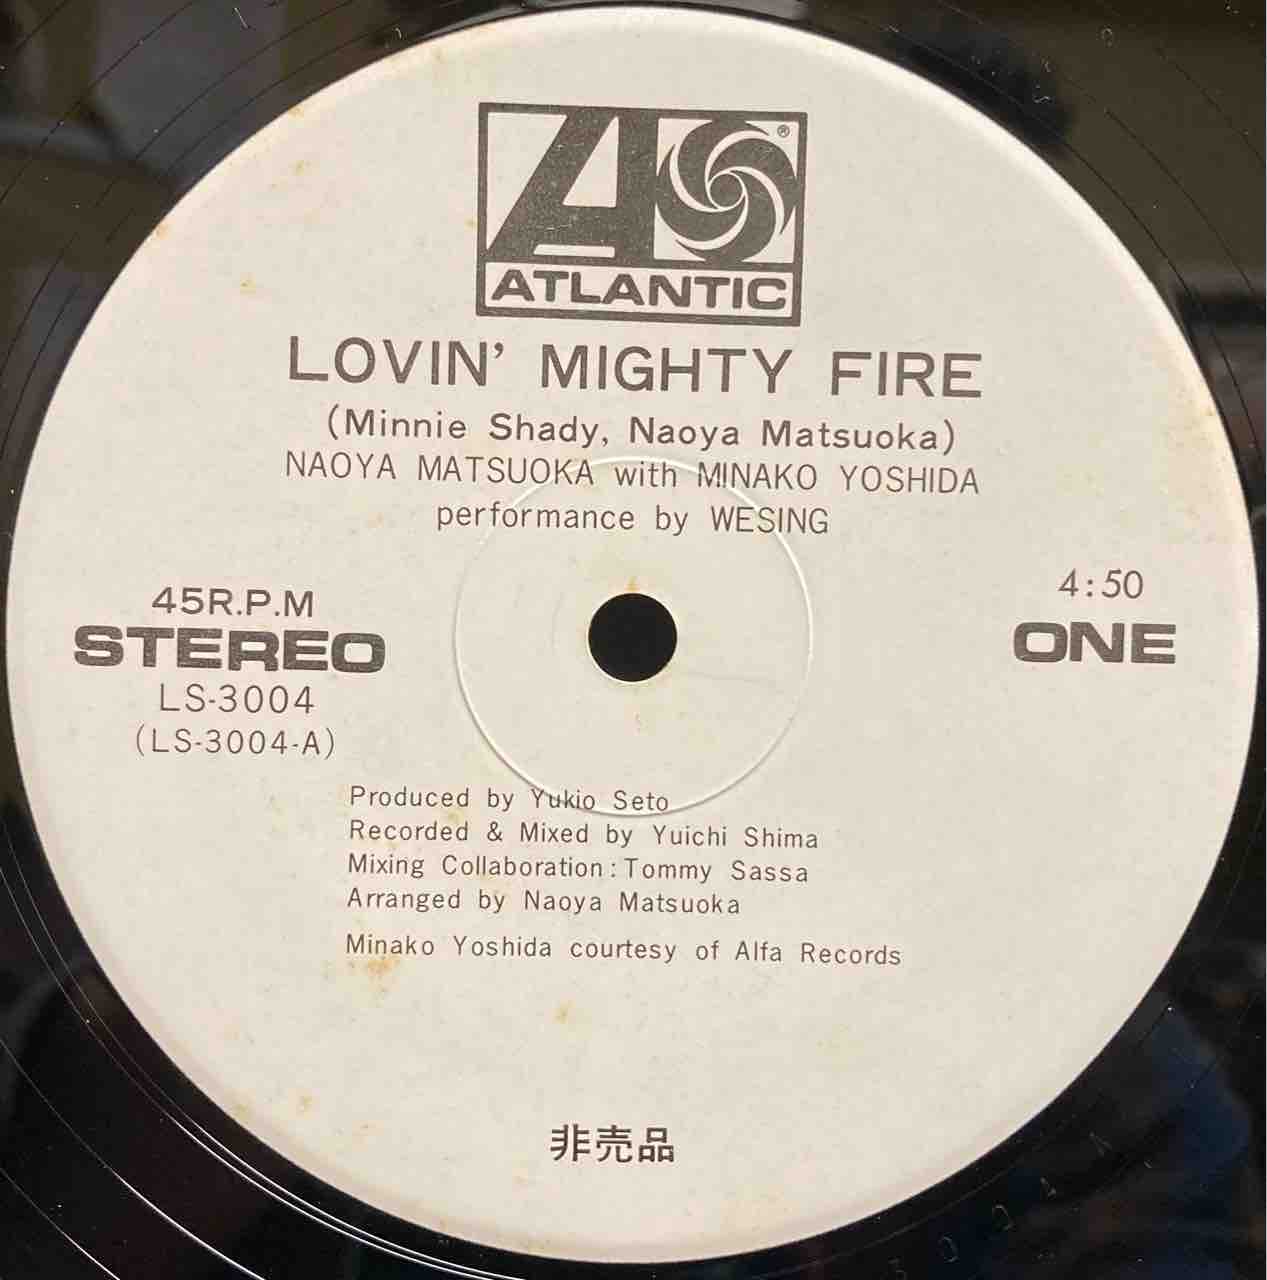 ATLANTIC
®
LOVIN' MIGHTY FIRE
(Minnie Shady, Naoya Matsuoka)
NAOYA MATSUOKA with MINAKO YOSHIDA
performance by WESING
45R.P.M
STEREO
LS-3004
(LS-3004-A)
4:50
ONE
Produced by Yukio Seto
Recorded & Mixed by Yuichi Shima
Mixing Collaboration: Tommy Sassa
Arranged by Naoya Matsuoka
Minako Yoshida courtesy of Alfa Records
非売品